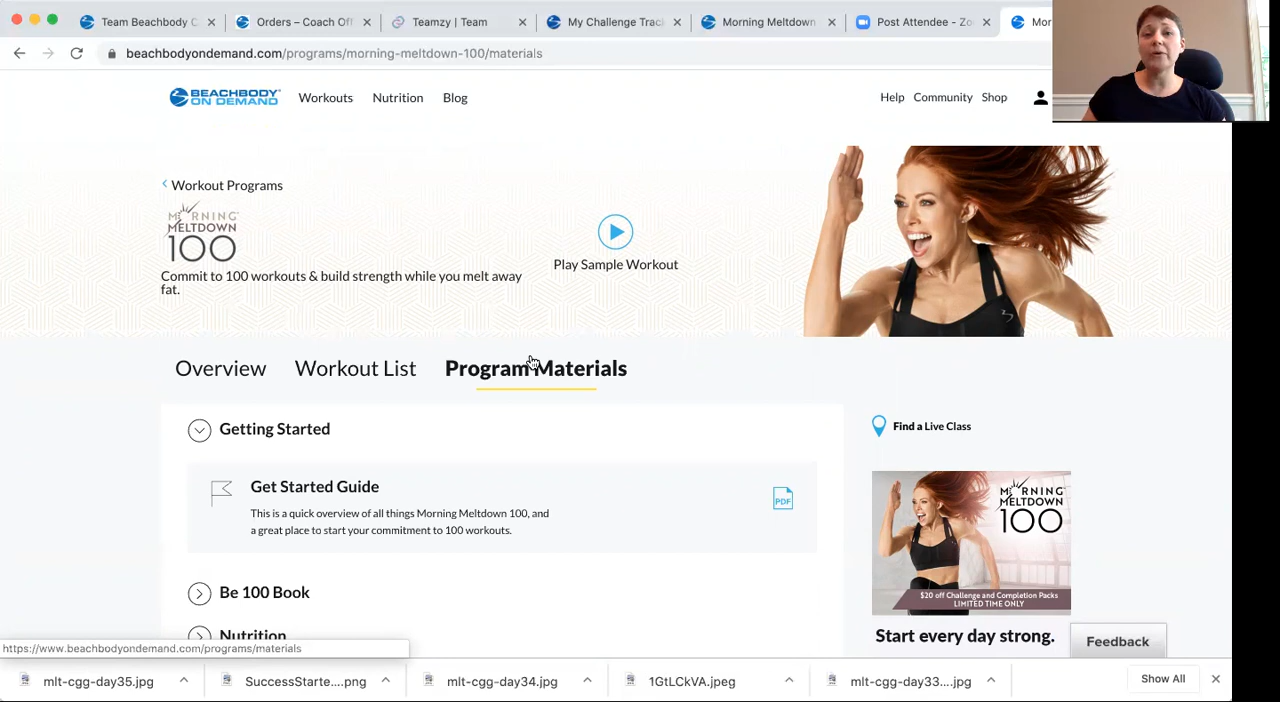 Team Beachbody C
Orders – Coach Off
Teamzy | Team
My Challenge Trac
Morning Meltdown
Post Attendee - Zo
Mor
beachbodyondemand.com/programs/morning-meltdown-100/materials
BEACHBODY
ON DEMAND
Workouts
Nutrition
Blog
Help
Community
Shop
Workout Programs
MORNING
MELTDOWN
100
Commit to 100 workouts & build strength while you melt away
fat.
Play Sample Workout
Overview
Workout List
Program Materials
Getting Started
Get Started Guide
This is a quick overview of all things Morning Meltdown 100, and
a great place to start your commitment to 100 workouts.
PDF
Be 100 Book
Nutrition
Find a Live Class
MORNING
MELTDOWN
100
$20 off Challenge and Completion Packs
LIMITED TIME ONLY
Start every day strong.
Feedback
https://www.beachbodyondemand.com/programs/materials
mlt-cgg-day35.jpg
SuccessStarte...png
mlt-cgg-day34.jpg
1GtLCkVA.jpeg
mlt-cgg-day33....jpg
Show All